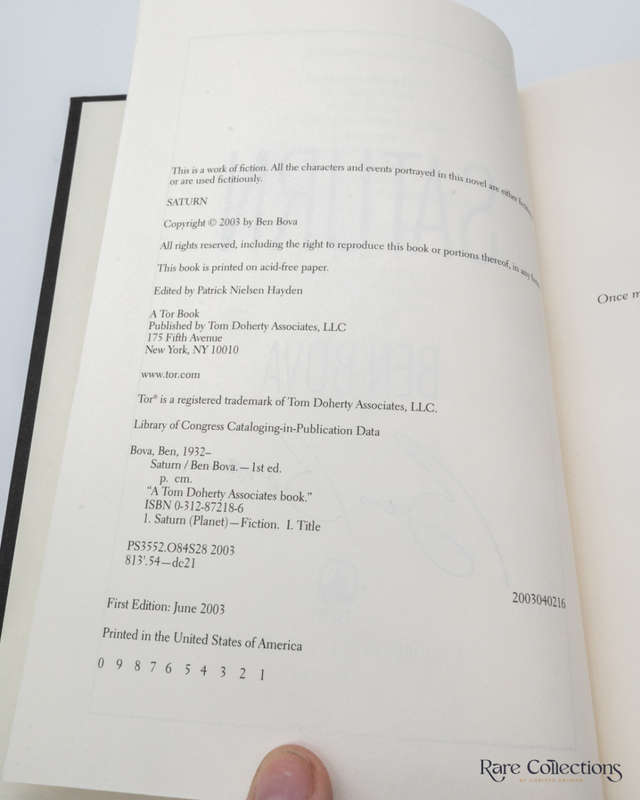 This is a work of fiction. All the characters and events portrayed in this novel are either
or are used fictitiously.
SATURN
Copyright © 2003 by Ben Bova
All rights reserved, including the right to reproduce this book or portions thereof, in any
This book is printed on acid-free paper.
Edited by Patrick Nielsen Hayden
A Tor Book
Published by Tom Doherty Associates, LLC
175 Fifth Avenue
New York, NY 10010
www.tor.com
Tor® is a registered trademark of Tom Doherty Associates, LLC.
Library of Congress Cataloging-in-Publication Data
Bova, Ben, 1932–
Saturn / Ben Bova.—1st ed.
p. cm.
"A Tom Doherty Associates book."
ISBN 0-312-87218-6
1. Saturn (Planet)—Fiction. I. Title
PS3552.O84S28 2003
813'.54—dc21
2003040216
First Edition: June 2003
Printed in the United States of America
0 9 8 7 6 5 4 3 2 1
Once
Rare Collections